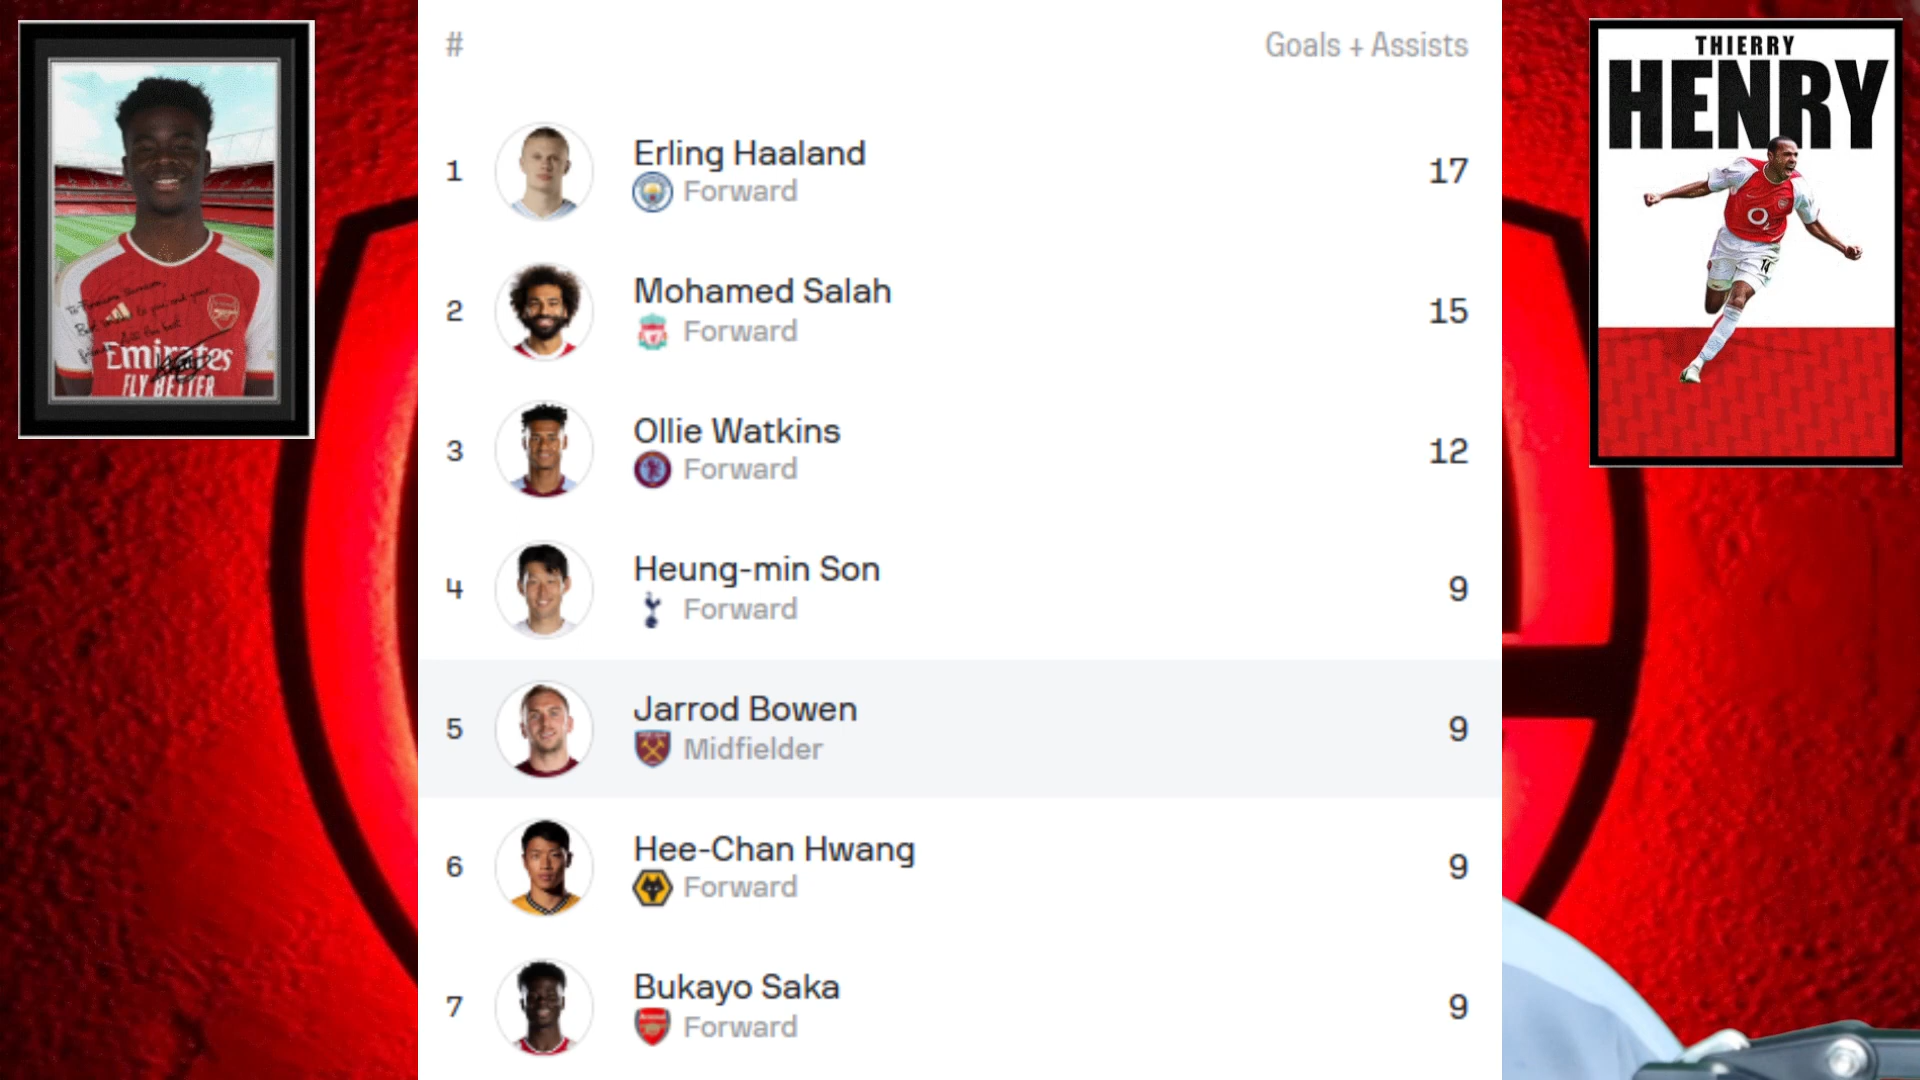 # Goals + Assists
1 Erling Haaland 17
Forward
2 Mohamed Salah 15
Forward
3 Ollie Watkins 12
Forward
4 Heung-min Son 9
Forward
5 Jarrod Bowen 9
Midfielder
6 Hee-Chan Hwang 9
Forward
7 Bukayo Saka 9
Forward
Emirates
FLY BETTER
THIERRY
HENRY
O2
14